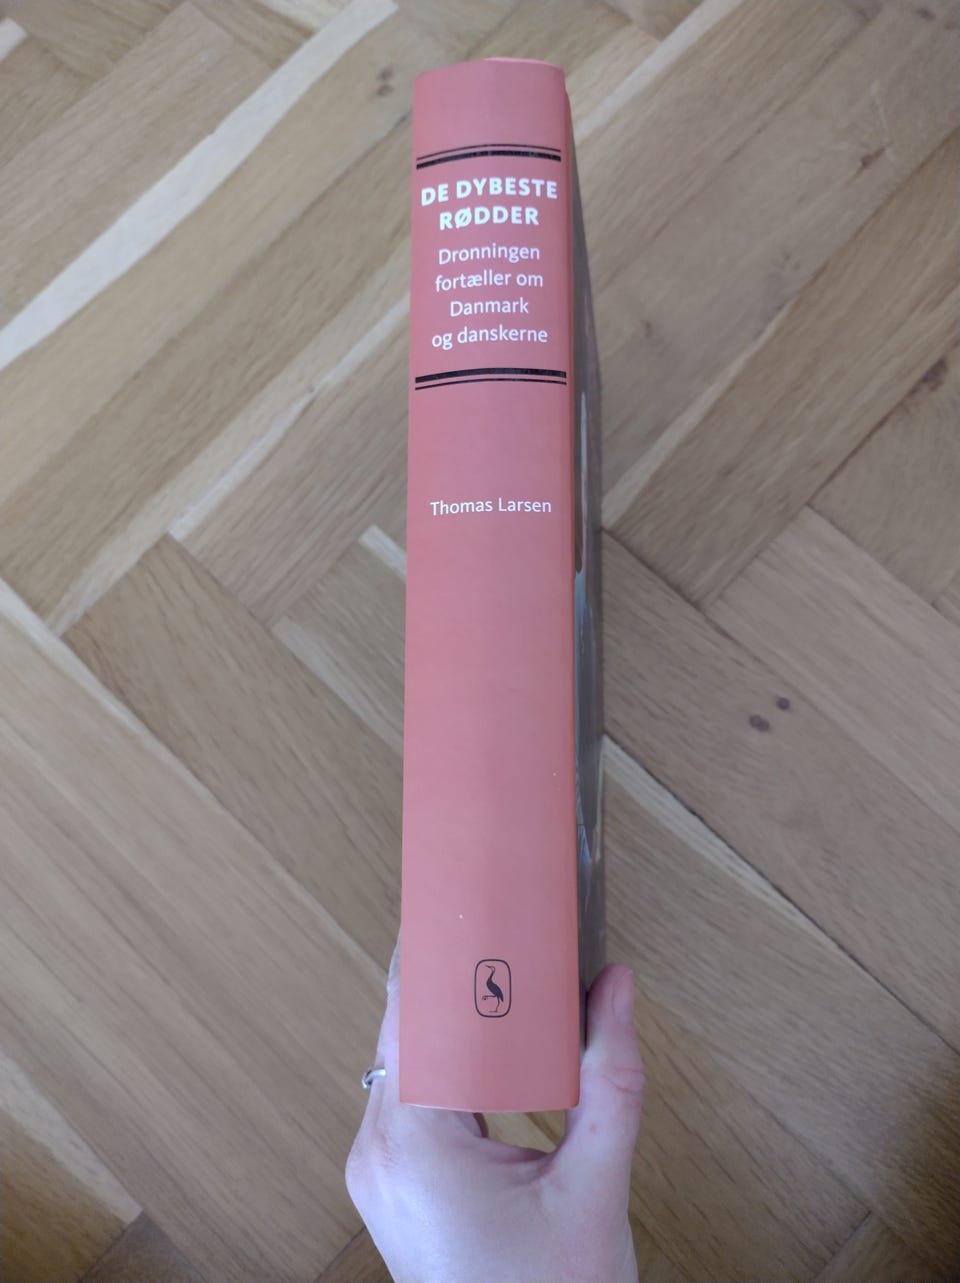 DE DYBESTE
RØDDER
Dronningen
fortæller om
Danmark
og danskerne
Thomas Larsen